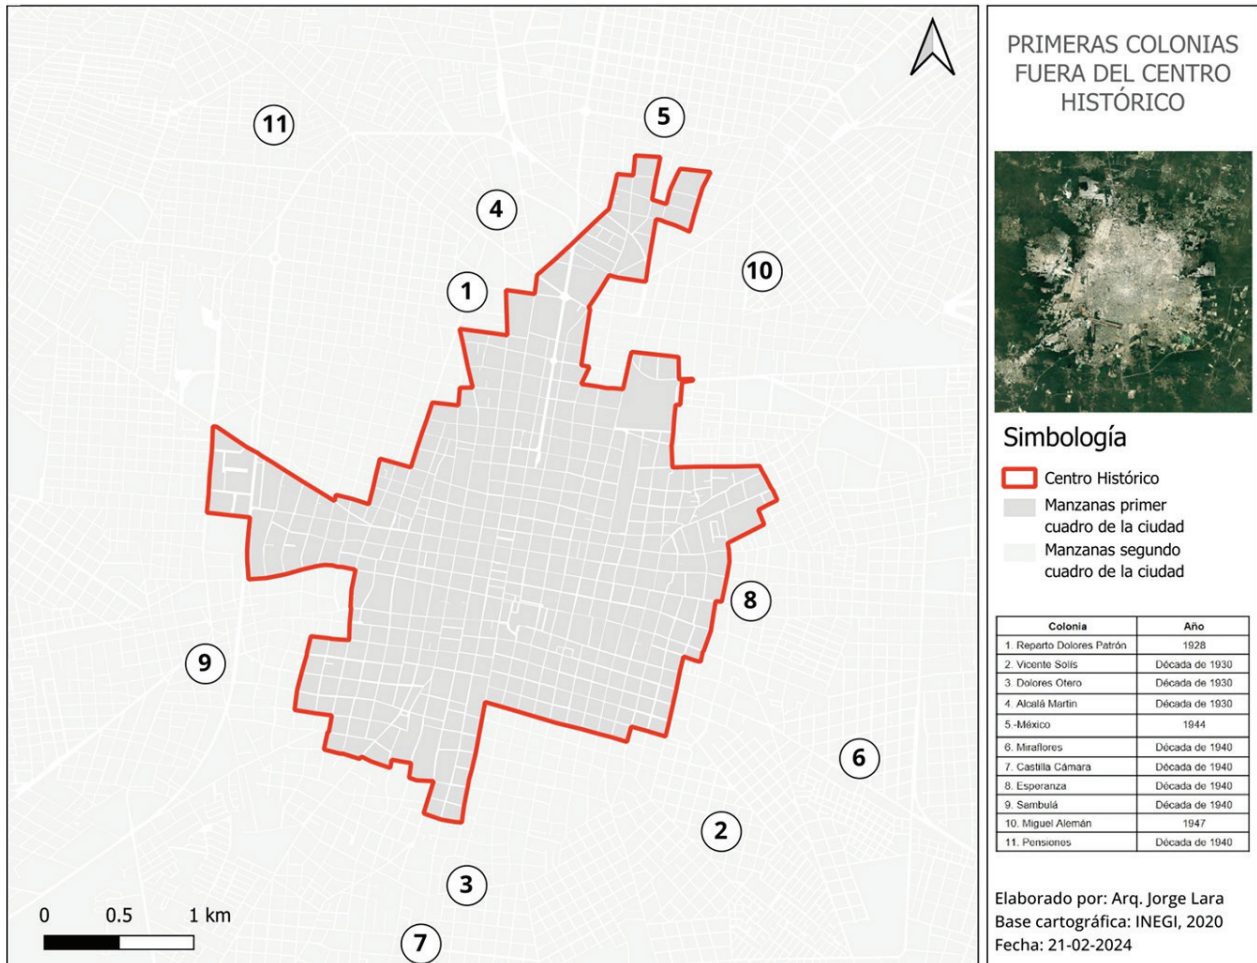 11
5
4
10
1
9
8
6
2
3
7
0 0.5 1 km
PRIMERAS COLONIAS
FUERA DEL CENTRO
HISTÓRICO
Simbología
Centro Histórico
Manzanas primer
cuadro de la ciudad
Manzanas segundo
cuadro de la ciudad
Colonia Año
1. Reparto Dolores Patrón 1928
2. Vicente Solís Década de 1930
3. Dolores Otero Década de 1930
4. Alcalá Martin Década de 1930
5.-México 1944
6. Miraflores Década de 1940
7. Castilla Cámara Década de 1940
8. Esperanza Década de 1940
9. Sambulá Década de 1940
10. Miguel Alemán 1947
11. Pensiones Década de 1940
Elaborado por: Arq. Jorge Lara
Base cartográfica: INEGI, 2020
Fecha: 21-02-2024